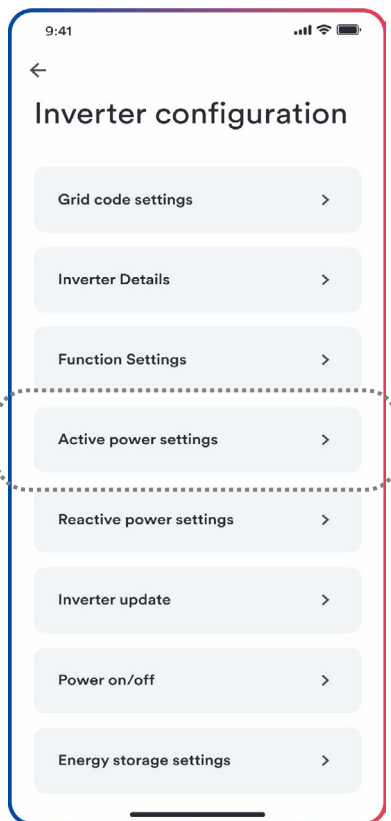 9:41
Inverter configuration
Grid code settings
Inverter Details
Function Settings
Active power settings
Reactive power settings
Inverter update
Power on/off
Energy storage settings